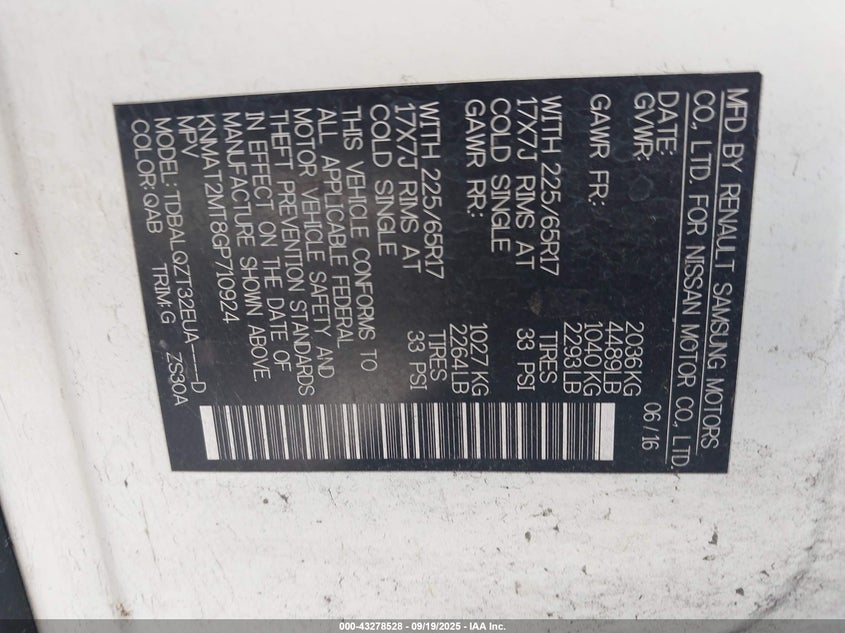 MFD BY RENAULT SAMSUNG MOTORS
CO., LTD. FOR NISSAN MOTOR CO., LTD.
DATE: 06/16
GVWR: 2036KG
4489LB
GAWR FR: 1040KG
2293LB
WITH 225/65R17 TIRES
17X7J RIMS AT 33 PSI
COLD SINGLE
GAWR RR: 1027KG
2264LB
WITH 225/65R17 TIRES
17X7J RIMS AT 33 PSI
COLD SINGLE
THIS VEHICLE CONFORMS TO
ALL APPLICABLE FEDERAL
MOTOR VEHICLE SAFETY AND
THEFT PREVENTION STANDARDS
IN EFFECT ON THE DATE OF
MANUFACTURE SHOWN ABOVE.
KNMAT2MT8GP710924
MPV
MODEL: TDBALQZT32EUA-----D
COLOR: QAB TRIM: G ZS30A
000-43278528 - 09/19/2025 - IAA Inc.